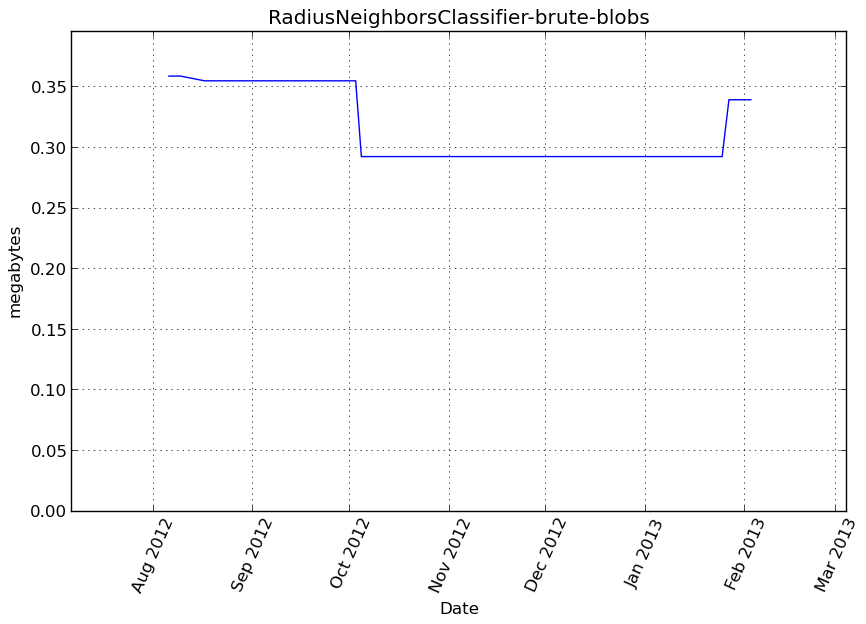 RadiusNeighborsClassifier-brute-blobs
0.35
0.30
0.25
0.20
0.15
0.10
0.05
0.00
megabytes
Aug 2012
Sep 2012
Oct 2012
Nov 2012
Dec 2012
Jan 2013
Feb 2013
Mar 2013
Date